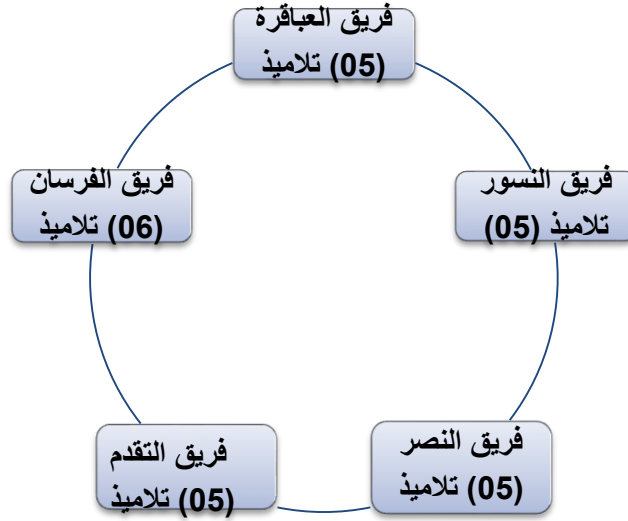 فريق العباقرة
(05) تلاميذ
فريق النسور
(05) تلاميذ
فريق النصر
(05) تلاميذ
فريق التقدم
(05) تلاميذ
فريق الفرسان
(06) تلاميذ